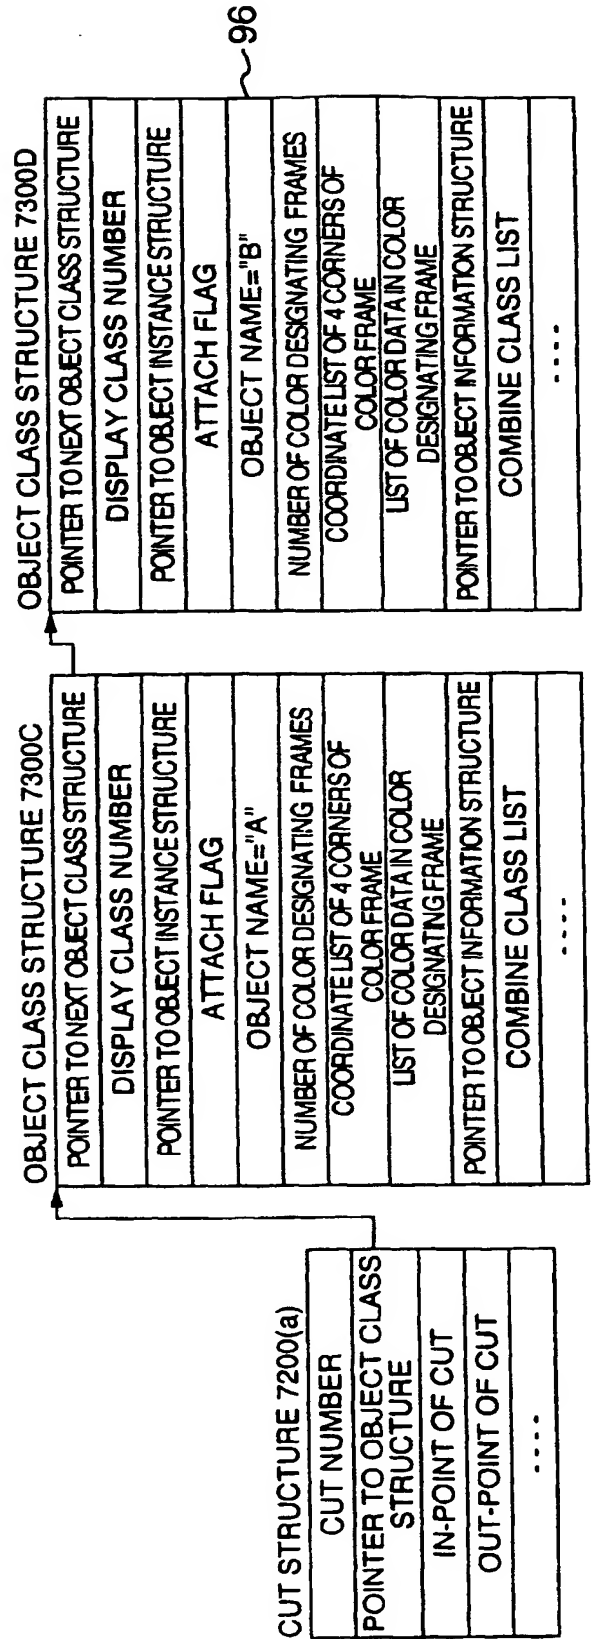 CUT STRUCTURE 7200(a)
CUT NUMBER
POINTER TO OBJECT CLASS
STRUCTURE
IN-POINT OF CUT
OUT-POINT OF CUT
....
OBJECT CLASS STRUCTURE 7300C
POINTER TO NEXT OBJECT CLASS STRUCTURE
DISPLAY CLASS NUMBER
POINTER TO OBJECT INSTANCE STRUCTURE
ATTACH FLAG
OBJECT NAME="A"
NUMBER OF COLOR DESIGNATING FRAMES
COORDINATE LIST OF 4 CORNERS OF
COLOR FRAME
LIST OF COLOR DATA IN COLOR
DESIGNATING FRAME
POINTER TO OBJECT INFORMATION STRUCTURE
COMBINE CLASS LIST
....
OBJECT CLASS STRUCTURE 7300D
POINTER TO NEXT OBJECT CLASS STRUCTURE
DISPLAY CLASS NUMBER
POINTER TO OBJECT INSTANCE STRUCTURE
ATTACH FLAG
OBJECT NAME="B"
NUMBER OF COLOR DESIGNATING FRAMES
COORDINATE LIST OF 4 CORNERS OF
COLOR FRAME
LIST OF COLOR DATA IN COLOR
DESIGNATING FRAME
POINTER TO OBJECT INFORMATION STRUCTURE
COMBINE CLASS LIST
....
96